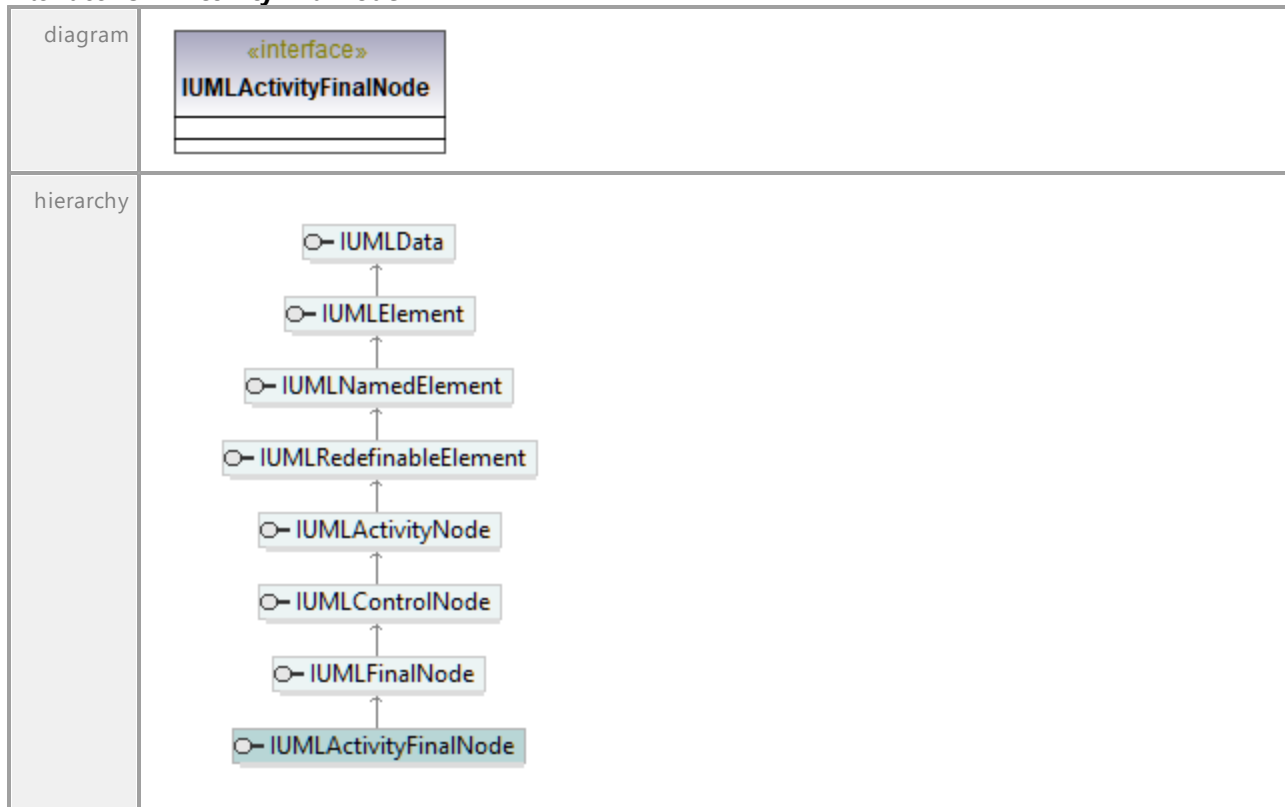 diagram
«interface»
IUMLActivityFinalNode
hierarchy
IUMLData
IUMLElement
IUMLNamedElement
IUMLRedefinableElement
IUMLActivityNode
IUMLControlNode
IUMLFinalNode
IUMLActivityFinalNode